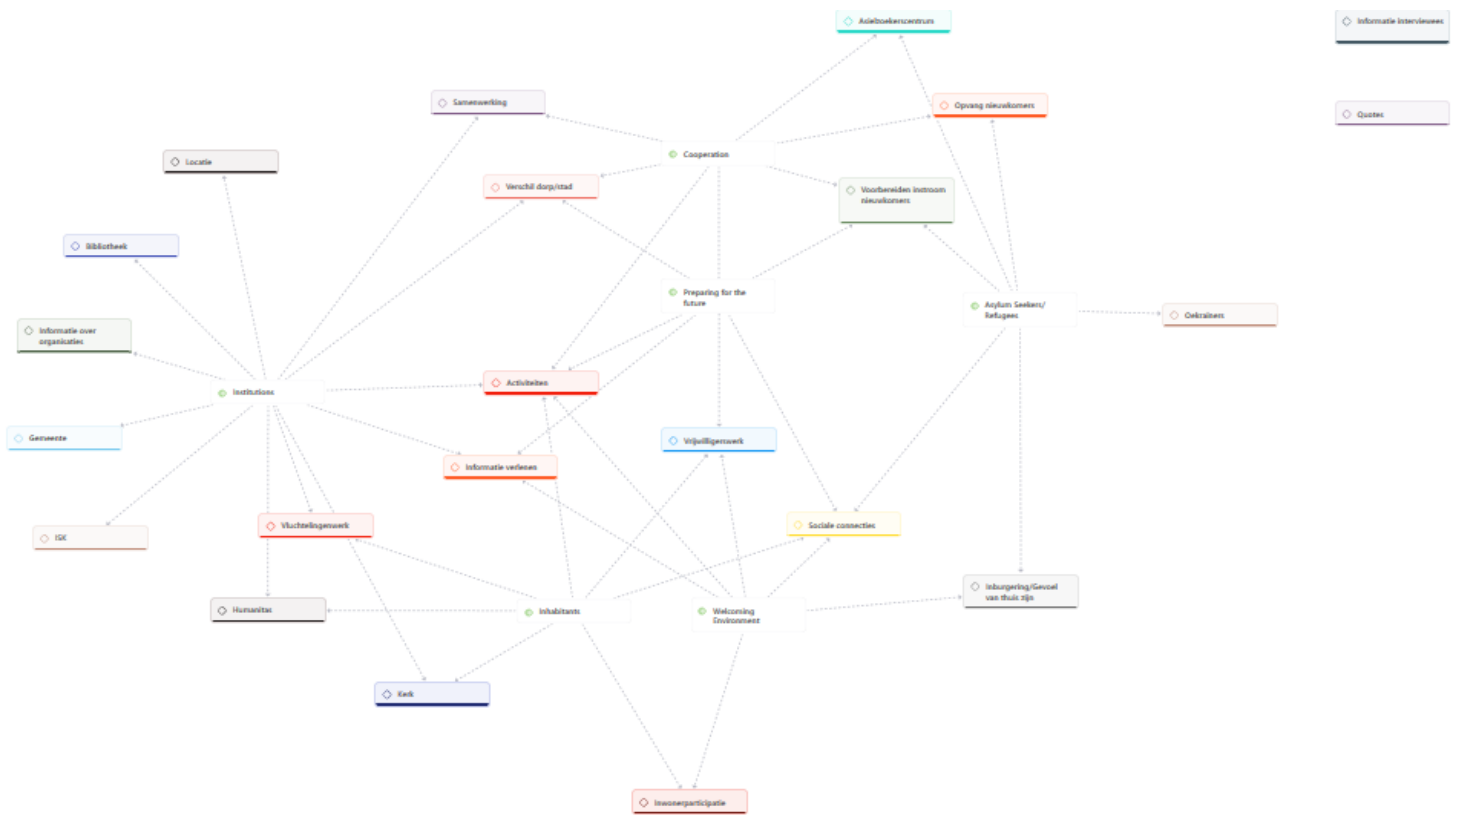 Asielzoekerscentrum
Informatie interviewees
Samenwerking
Opvang nieuwkomers
Quotes
Cooperation
Locatie
Verschil dorp/stad
Voorbereiden instroom
nieuwkomers
Bibliotheek
Preparing for the
future
Asylum Seekers/
Refugees
Oekraïners
Informatie over
organisaties
Activiteiten
Institutions
Gemeente
Vrijwilligerswerk
Informatie verlenen
Vluchtelingenwerk
Sociale connecties
ISK
Inburgering/Gevoel
van thuis zijn
Humanitas
Inhabitants
Welcoming
Environment
Kerk
Inwonerparticipatie